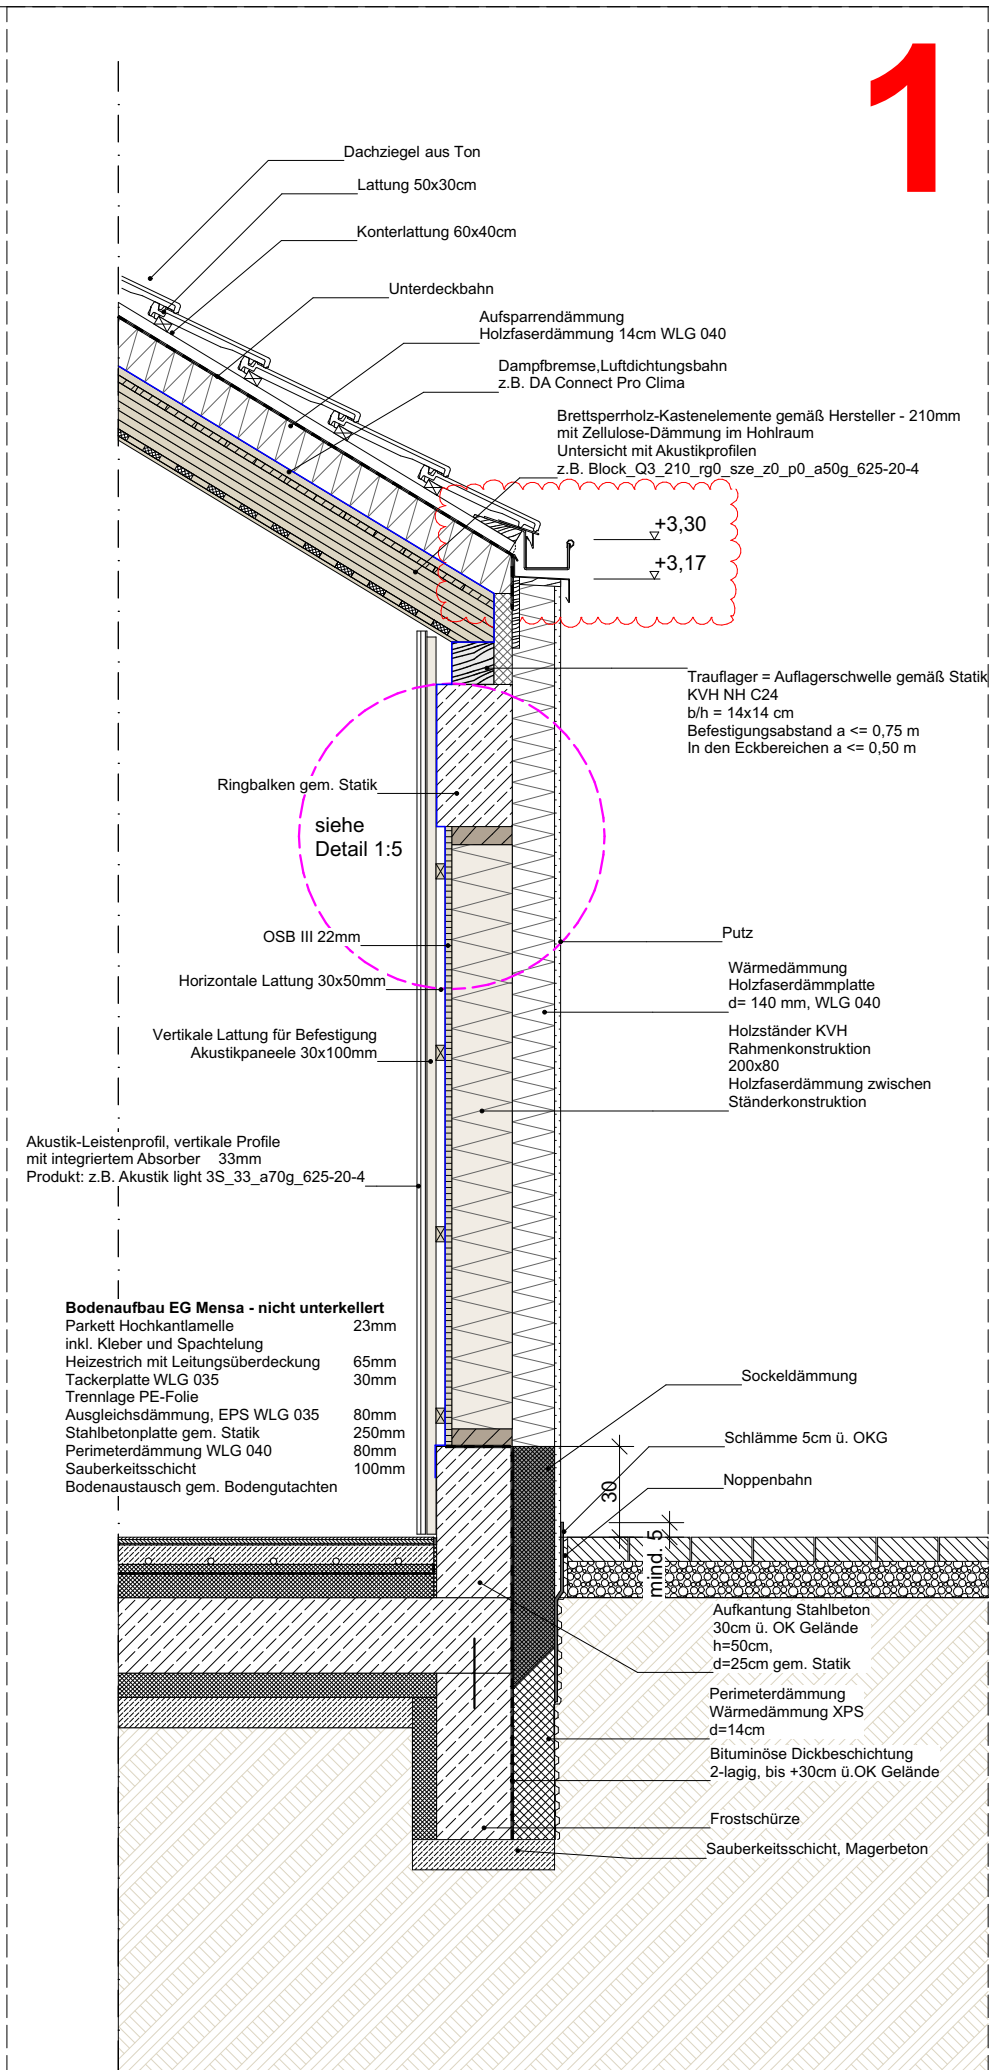 1
Dachziegel aus Ton
Lattung 50x30cm
Konterlattung 60x40cm
Unterdeckbahn
Aufsparrendämmung
Holzfaserdämmung 14cm WLG 040
Dampfbremse,Luftdichtungsbahn
z.B. DA Connect Pro Clima
Brettsperrholz-Kastenelemente gemäß Hersteller - 210mm
mit Zellulose-Dämmung im Hohlraum
Untersicht mit Akustikprofilen
z.B. Block_Q3_210_rg0_sze_z0_p0_a50g_625-20-4
+3,30
+3,17
Trauflager = Auflagerschwelle gemäß Statik
KVH NH C24
b/h = 14x14 cm
Befestigungsabstand a <= 0,75 m
In den Eckbereichen a <= 0,50 m
Ringbalken gem. Statik
siehe
Detail 1:5
OSB III 22mm
Horizontale Lattung 30x50mm
Vertikale Lattung für Befestigung
Akustikpaneele 30x100mm
Akustik-Leistenprofil, vertikale Profile
mit integriertem Absorber 33mm
Produkt: z.B. Akustik light 3S_33_a70g_625-20-4
Putz
Wärmedämmung
Holzfaserdämmplatte
d= 140 mm, WLG 040
Holzständer KVH
Rahmenkonstruktion
200x80
Holzfaserdämmung zwischen
Ständerkonstruktion
Bodenaufbau EG Mensa - nicht unterkellert
Parkett Hochkantlamelle 23mm
inkl. Kleber und Spachtelung
Heizestrich mit Leitungsüberdeckung 65mm
Tackerplatte WLG 035 30mm
Trennlage PE-Folie
Ausgleichsdämmung, EPS WLG 035 80mm
Stahlbetonplatte gem. Statik 250mm
Perimeterdämmung WLG 040 80mm
Sauberkeitsschicht 100mm
Bodenaustausch gem. Bodengutachten
Sockeldämmung
Schlämme 5cm ü. OKG
Noppenbahn
30
mind. 5
Aufkantung Stahlbeton
30cm ü. OK Gelände
h=50cm,
d=25cm gem. Statik
Perimeterdämmung
Wärmedämmung XPS
d=14cm
Bituminöse Dickbeschichtung
2-lagig, bis +30cm ü.OK Gelände
Frostschürze
Sauberkeitsschicht, Magerbeton